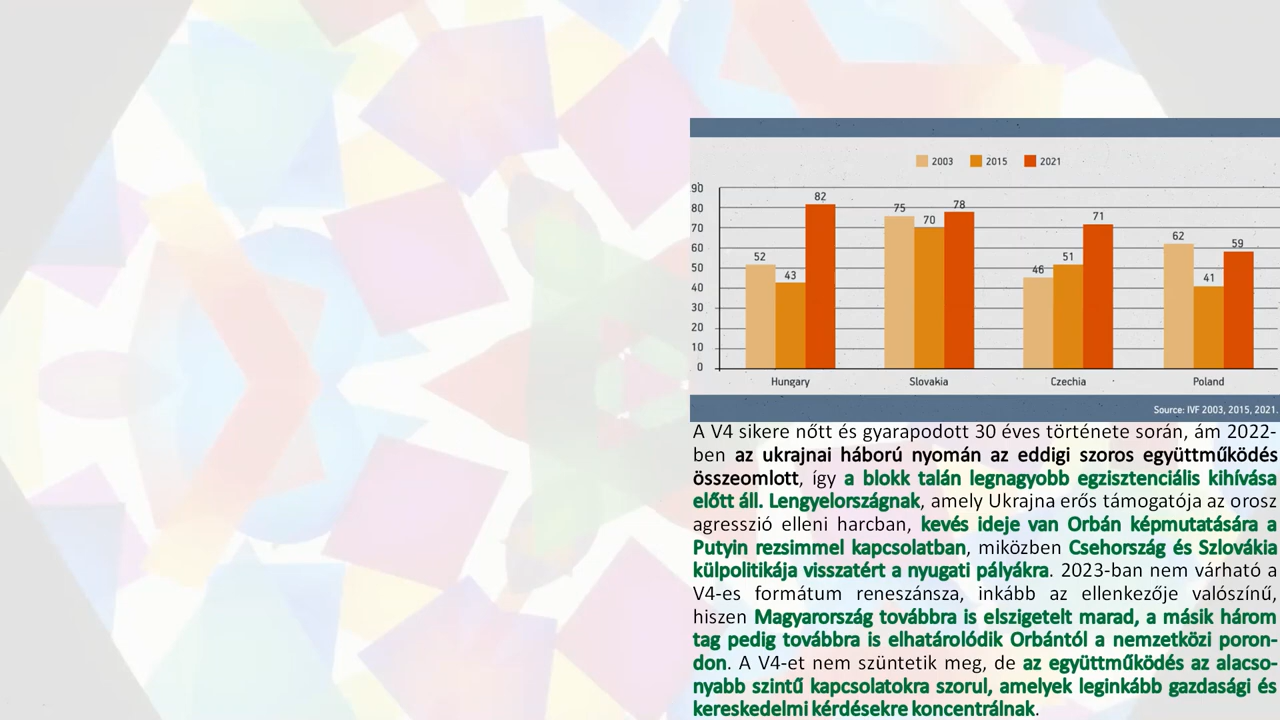 2003 2015 2021
90
80
70
60
50
40
30
20
10
0
52 43 82
75 70 78
46 51 71
62 41 59
Hungary Slovakia Czechia Poland
Source: IVF 2003, 2015, 2021.
A V4 sikere nőtt és gyarapodott 30 éves története során, ám 2022-
ben az ukrajnai háború nyomán az eddigi szoros együttműködés
összeomlott, így a blokk talán legnagyobb egzisztenciális kihívása
előtt áll. Lengyelországnak, amely Ukrajna erős támogatója az orosz
agresszió elleni harcban, kevés ideje van Orbán képmutatására a
Putyin rezsimmel kapcsolatban, miközben Csehország és Szlovákia
külpolitikája visszatért a nyugati pályákra. 2023-ban nem várható a
V4-es formátum reneszánsza, inkább az ellenkezője valószínű,
hiszen Magyarország továbbra is elszigetelt marad, a másik három
tag pedig továbbra is elhatárolódik Orbántól a nemzetközi poron-
don. A V4-et nem szüntetik meg, de az együttműködés az alacso-
nyabb szintű kapcsolatokra szorul, amelyek leginkább gazdasági és
kereskedelmi kérdésekre koncentrálnak.